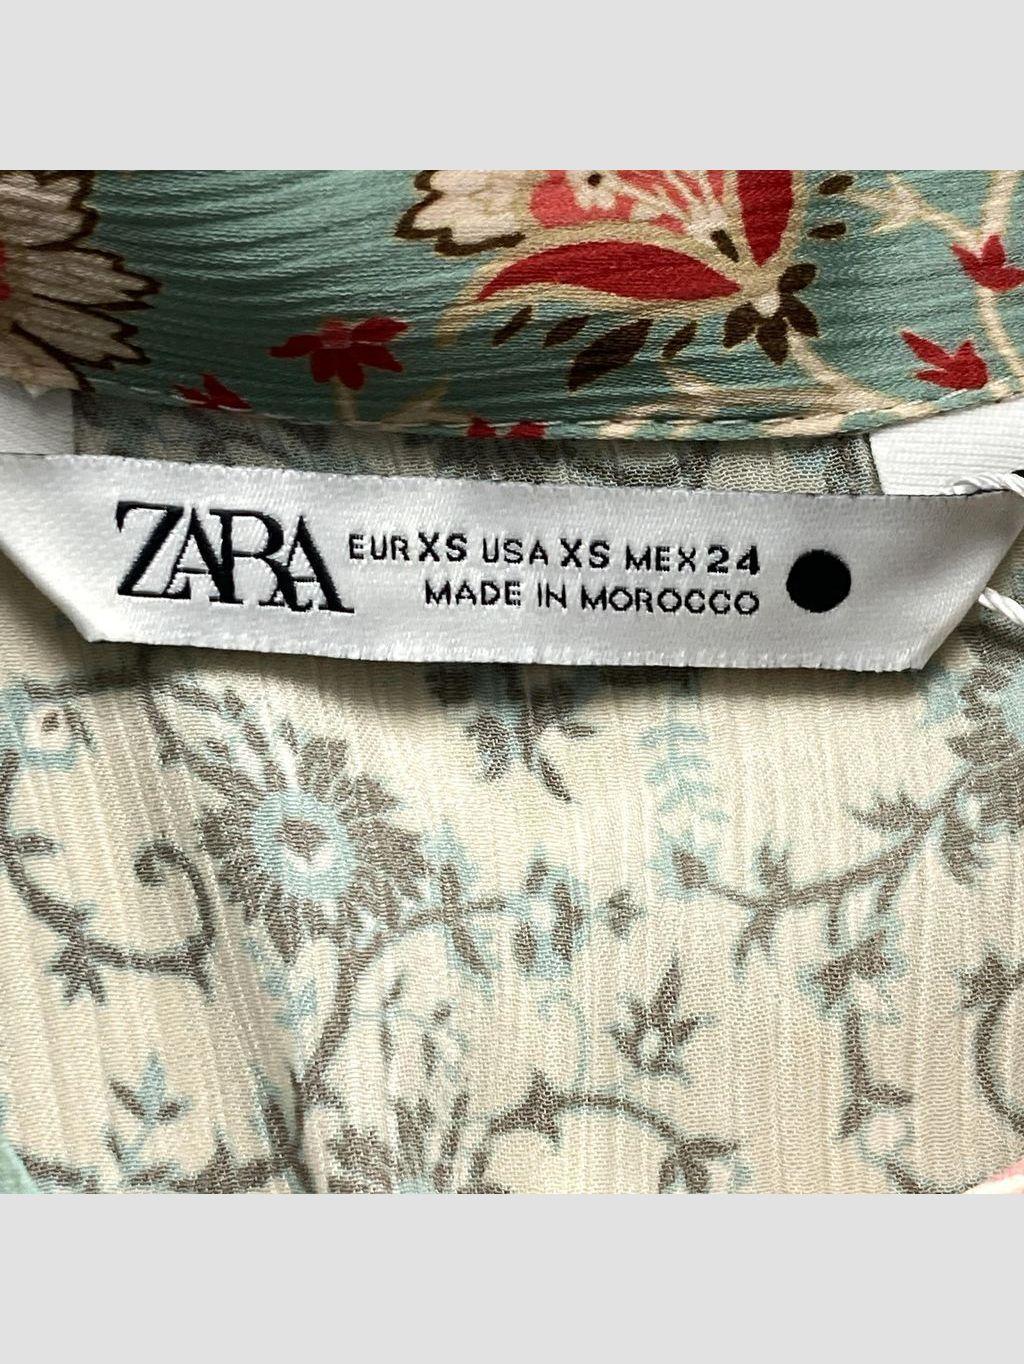 ZARA EUR XS USA XS MEX 24
MADE IN MOROCCO